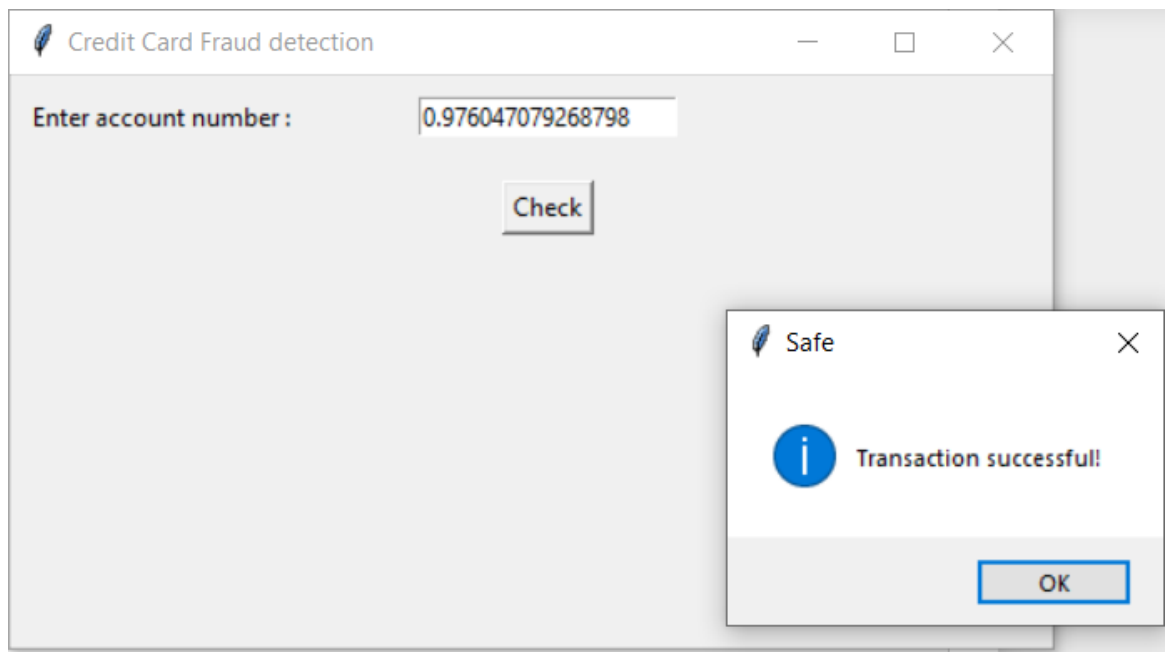 Credit Card Fraud detection
Enter account number :
0.976047079268798
Check
Safe
Transaction successful!
OK